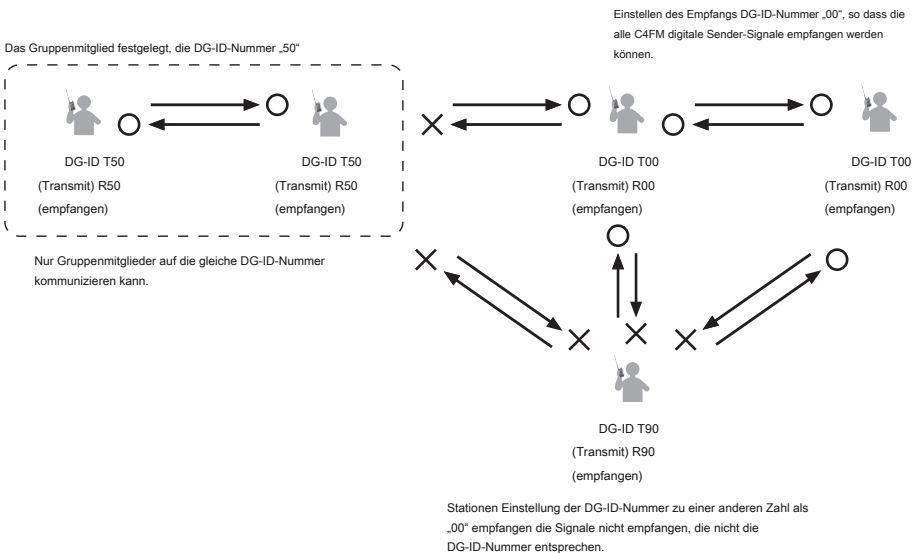 Einstellen des Empfangs DG-ID-Nummer „00“, so dass die
alle C4FM digitale Sender-Signale empfangen werden
können.
Das Gruppenmitglied festgelegt, die DG-ID-Nummer „50“
DG-ID T50
(Transmit) R50
(empfangen)
DG-ID T50
(Transmit) R50
(empfangen)
DG-ID T00
(Transmit) R00
(empfangen)
DG-ID T00
(Transmit) R00
(empfangen)
Nur Gruppenmitglieder auf die gleiche DG-ID-Nummer
kommunizieren kann.
DG-ID T90
(Transmit) R90
(empfangen)
Stationen Einstellung der DG-ID-Nummer zu einer anderen Zahl als
„00“ empfangen die Signale nicht empfangen, die nicht die
DG-ID-Nummer entsprechen.